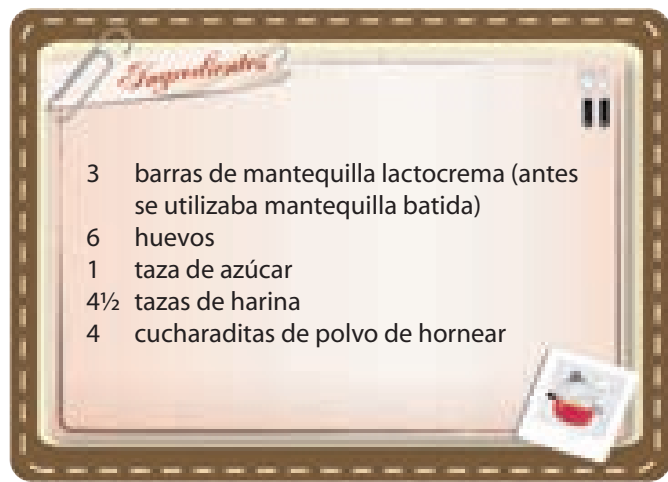 Ingredientes
3 barras de mantequilla lactocrema (antes
se utilizaba mantequilla batida)
6 huevos
1 taza de azúcar
4½ tazas de harina
4 cucharaditas de polvo de hornear